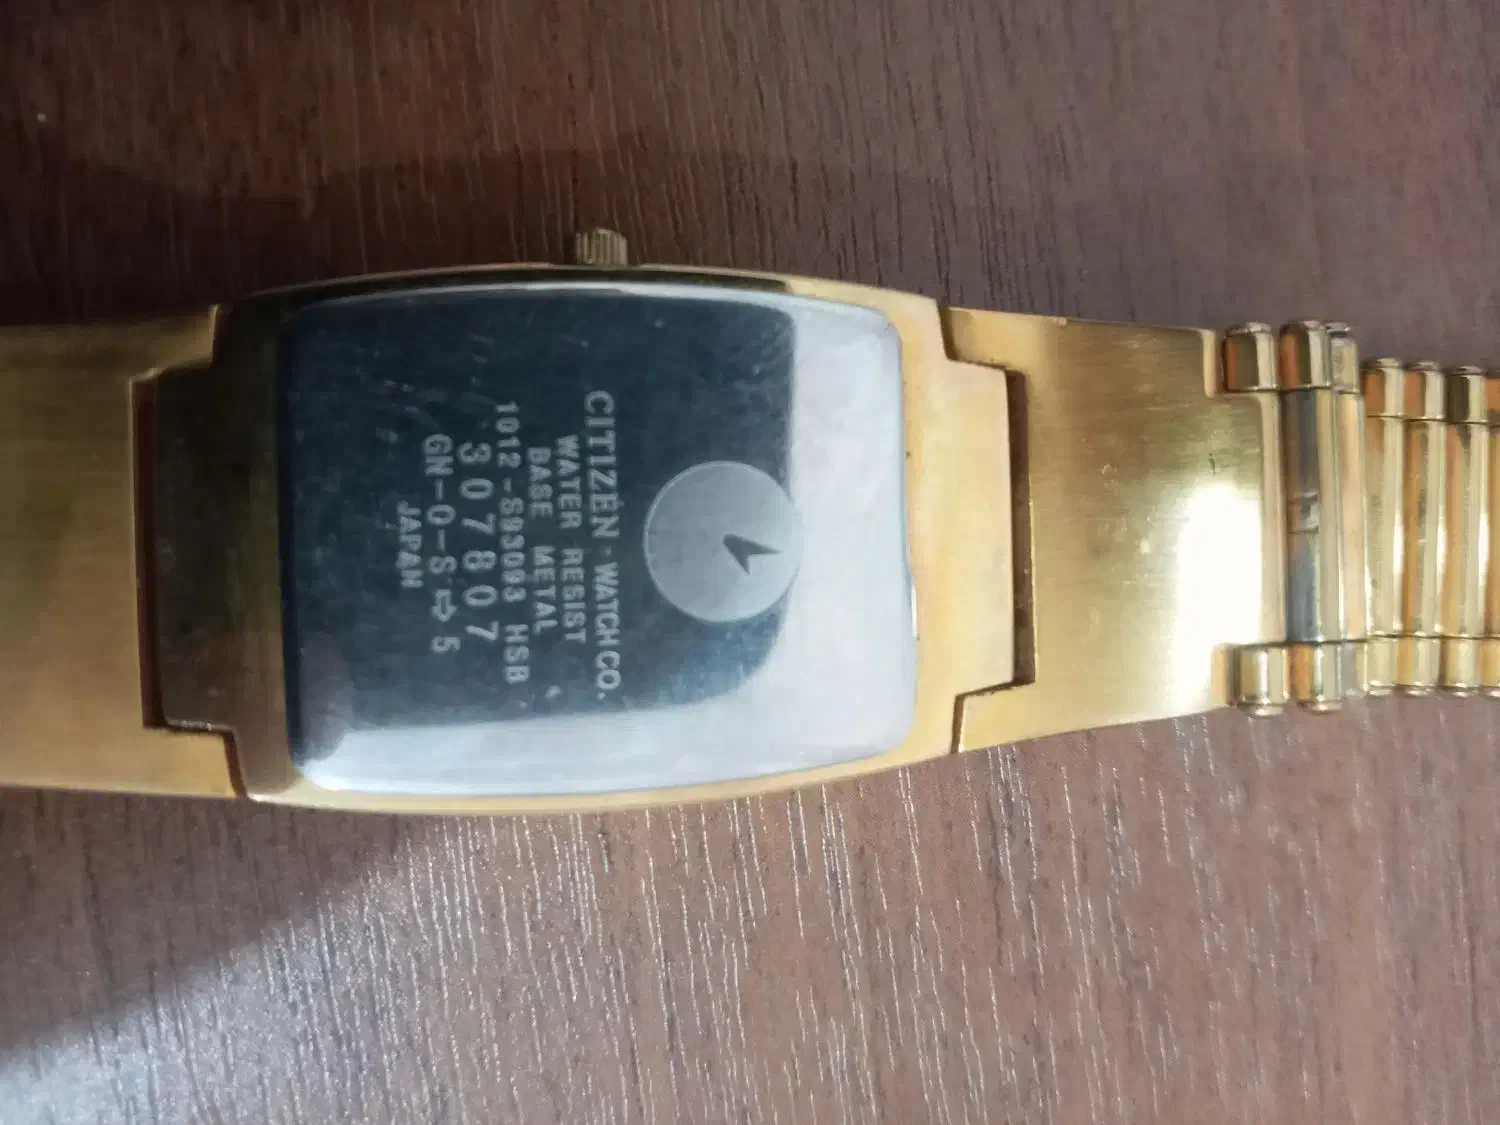 CITIZEN·WATCH·CO.
WATER RESIST
BASE METAL
1012-S93093 HSB
307807
GN-0-S⇨5
JAPAN